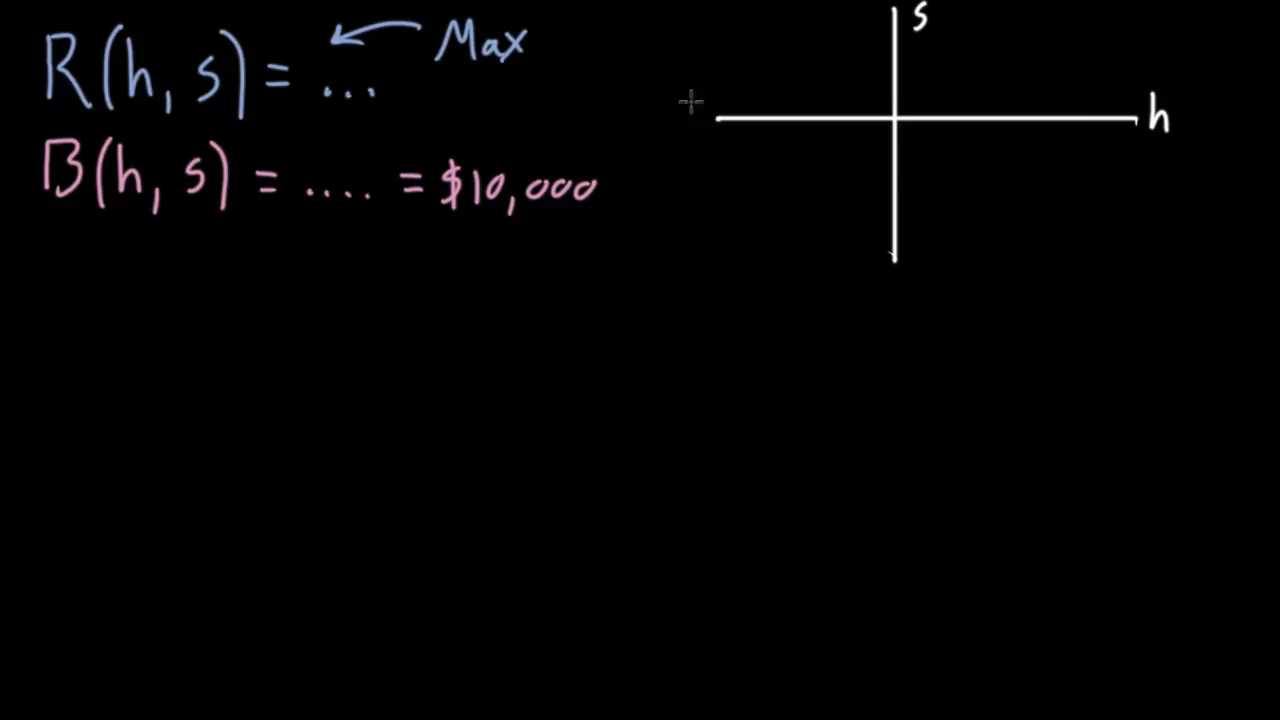 R(h, s) = ... Max
B(h, s) = .... = $10,000
s
h